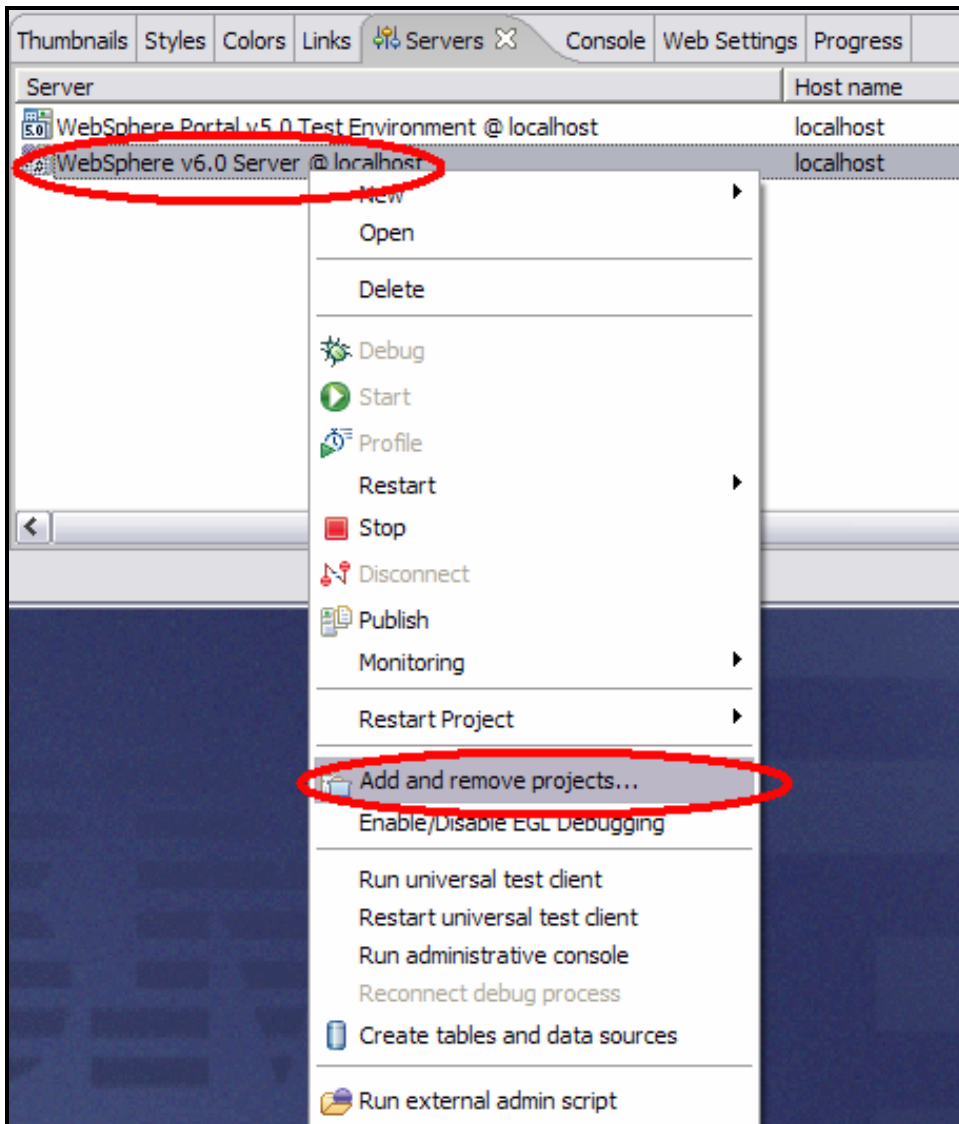 Thumbnails Styles Colors Links Servers Console Web Settings Progress
Server Host name
5.0 WebSphere Portal v5.0 Test Environment @ localhost localhost
WebSphere v6.0 Server @ localhost localhost
New
Open
Delete
Debug
Start
Profile
Restart
Stop
Disconnect
Publish
Monitoring
Restart Project
Add and remove projects...
Enable/Disable EGL Debugging
Run universal test client
Restart universal test client
Run administrative console
Reconnect debug process
Create tables and data sources
Run external admin script